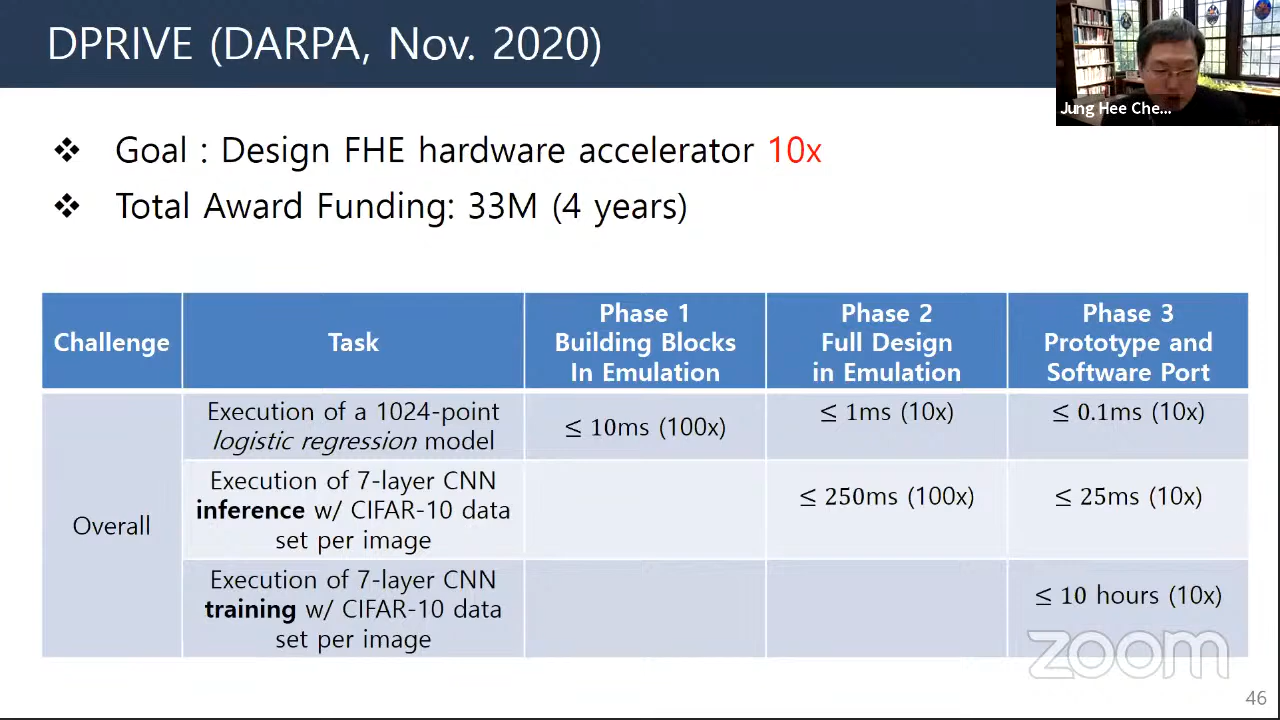 DPRIVE (DARPA, Nov. 2020)
Jung Hee Che...
❖ Goal : Design FHE hardware accelerator 10x
❖ Total Award Funding: 33M (4 years)
Challenge
Task
Phase 1
Building Blocks
In Emulation
Phase 2
Full Design
in Emulation
Phase 3
Prototype and
Software Port
Overall
Execution of a 1024-point
logistic regression model
≤ 10ms (100x)
≤ 1ms (10x)
≤ 0.1ms (10x)
Execution of 7-layer CNN
inference w/ CIFAR-10 data
set per image
≤ 250ms (100x)
≤ 25ms (10x)
Execution of 7-layer CNN
training w/ CIFAR-10 data
set per image
≤ 10 hours (10x)
zoom
46